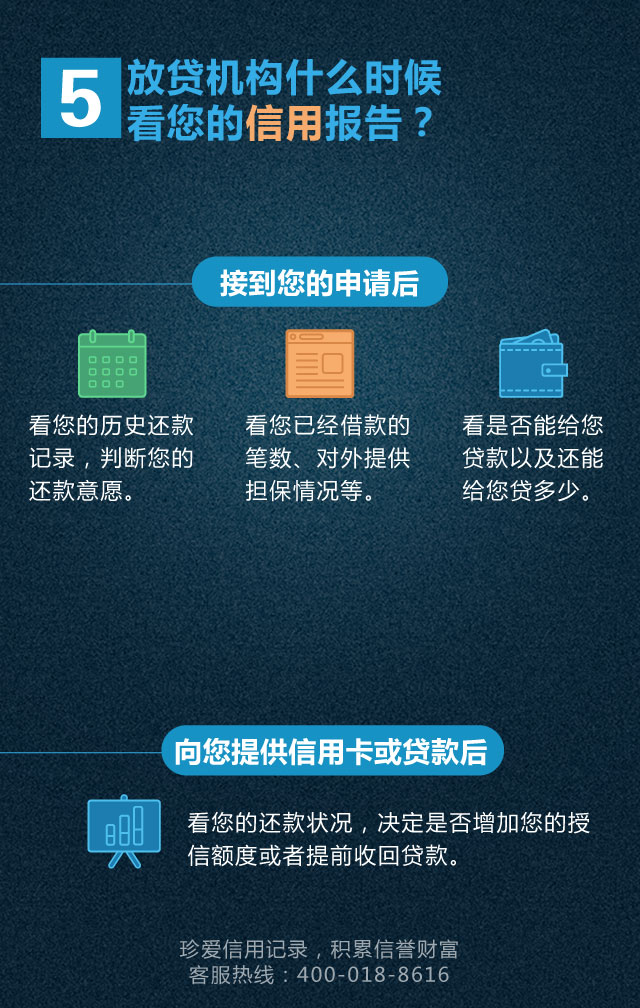 5
放贷机构什么时候
看您的信用报告？
接到您的申请后
看您的历史还款
记录，判断您的
还款意愿。
看您已经借款的
笔数、对外提供
担保情况等。
看是否能给您
贷款以及还能
给您贷多少。
向您提供信用卡或贷款后
看您的还款状况，决定是否增加您的授
信额度或者提前收回贷款。
珍爱信用记录，积累信誉财富
客服热线：400-018-8616